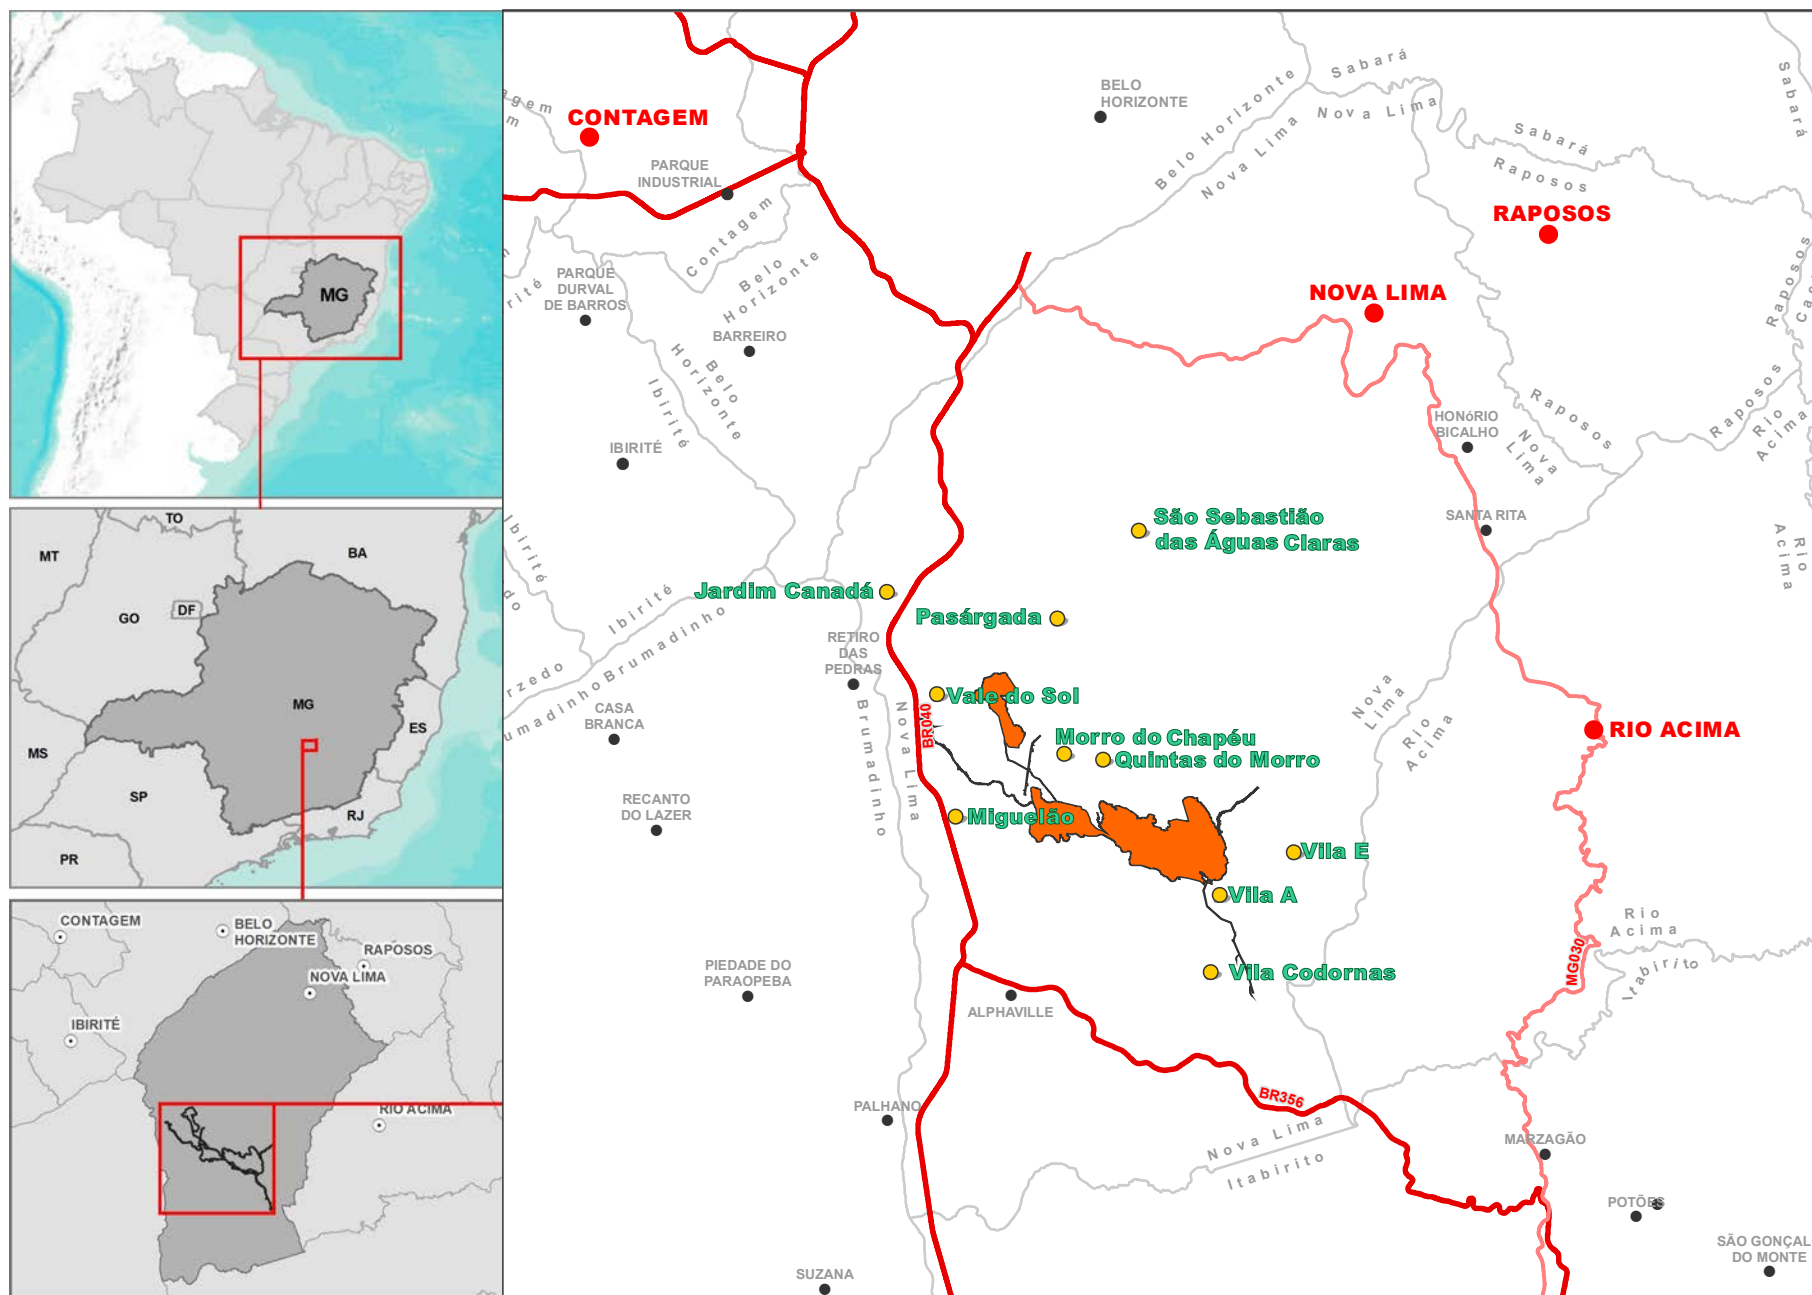 MG
TO
MT
BA
GO
DF
MG
ES
MS
SP
RJ
PR
CONTAGEM
BELO
HORIZONTE
RAPOSOS
NOVA LIMA
IBIRITÉ
RIO ACIMA
CONTAGEM
PARQUE
INDUSTRIAL
BELO
HORIZONTE
Belo Horizonte
Nova Lima
Sabará
Nova Lima
Sabará
Raposos
Sabará
RAPOSOS
NOVA LIMA
Contagem
Belo
Horizonte
PARQUE
DURVAL
DE BARROS
BARREIRO
Belo
Horizonte
Ibirité
IBIRITÉ
Raposos
Raposos
Nova
Lima
Raposos
Rio
Acima
HONóRIO
BICALHO
SANTA RITA
Rio
Acima
São Sebastião
das Águas Claras
Jardim Canadá
Pasárgada
Ibirité
Ibirité
Brumadinho
RETIRO
DAS
PEDRAS
Vale do Sol
BR040
CASA
BRANCA
Brumadinho
Nova Lima
Morro do Chapéu
Quintas do Morro
Nova
Lima
Rio
Acima
RIO ACIMA
RECANTO
DO LAZER
Miguelão
Vila E
Vila A
Vila Codornas
PIEDADE DO
PARAOPEBA
ALPHAVILLE
Rio
Acima
Itabirito
MG030
BR356
PALHANO
Nova Lima
Itabirito
MARZAGÃO
POTÕES
SÃO GONÇAL
DO MONTE
SUZANA